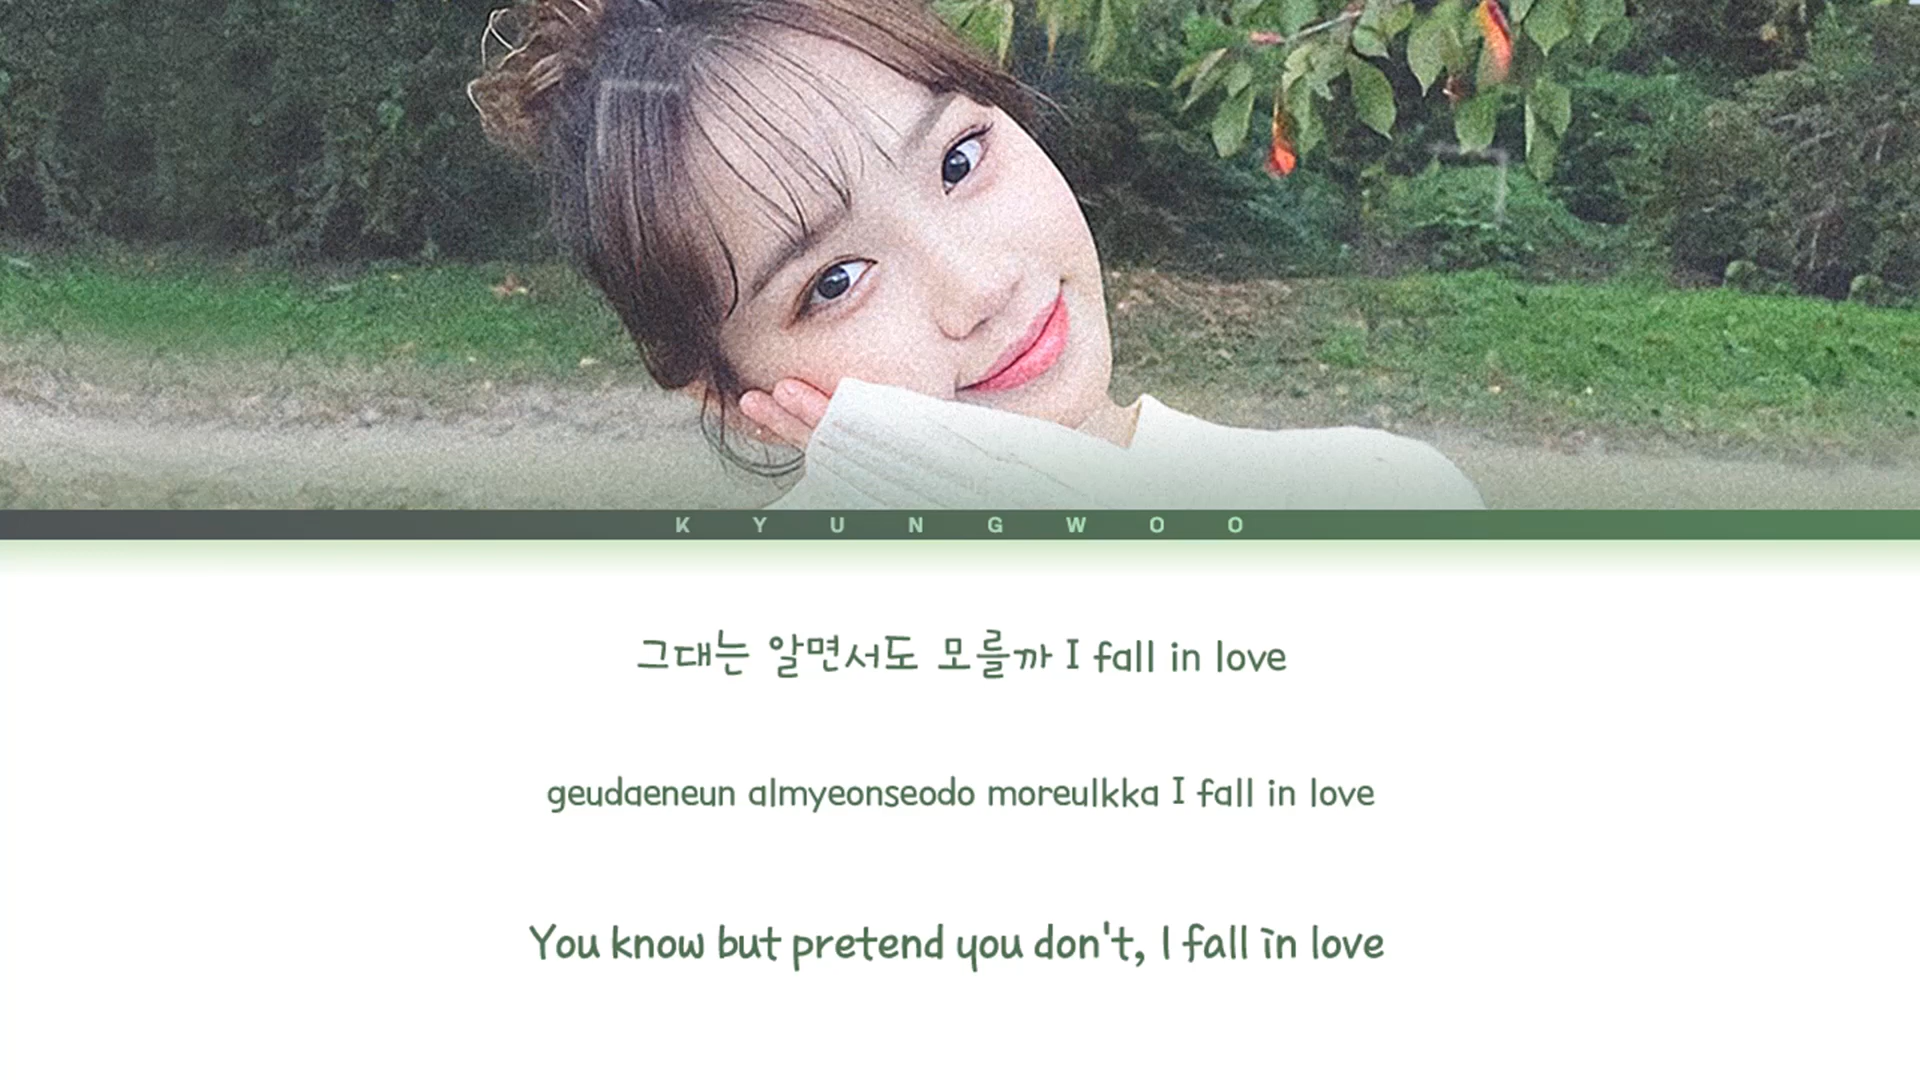 KYUNGWOO
그대는 알면서도 모를까 I fall in love
geudaeneun almyeonseodo moreulkka I fall in love
You know but pretend you don't, I fall in love